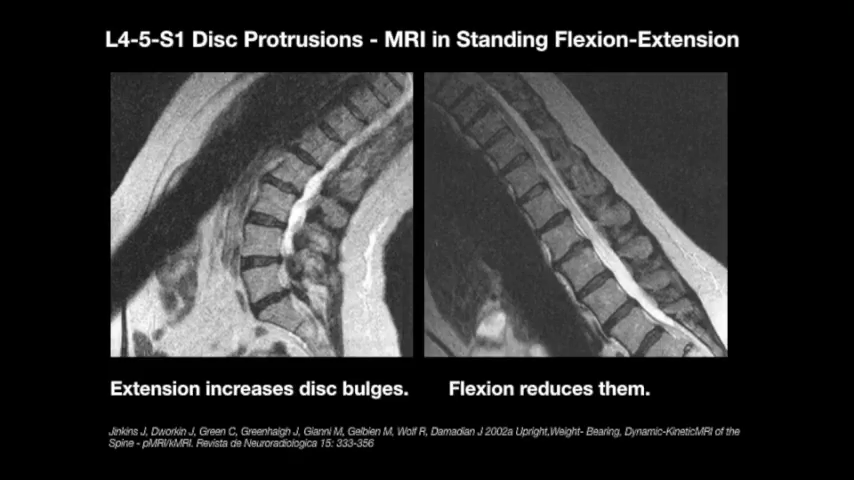 L4-5-S1 Disc Protrusions - MRI in Standing Flexion-Extension
Extension increases disc bulges.
Flexion reduces them.
Jinkins J, Dworkin J, Green C, Greenhalgh J, Gianni M, Gelbien M, Wolf R, Damadian J 2002a Upright,Weight- Bearing, Dynamic-KineticMRI of the
Spine - pMRI/kMRI. Revista de Neuroradiologica 15: 333-356